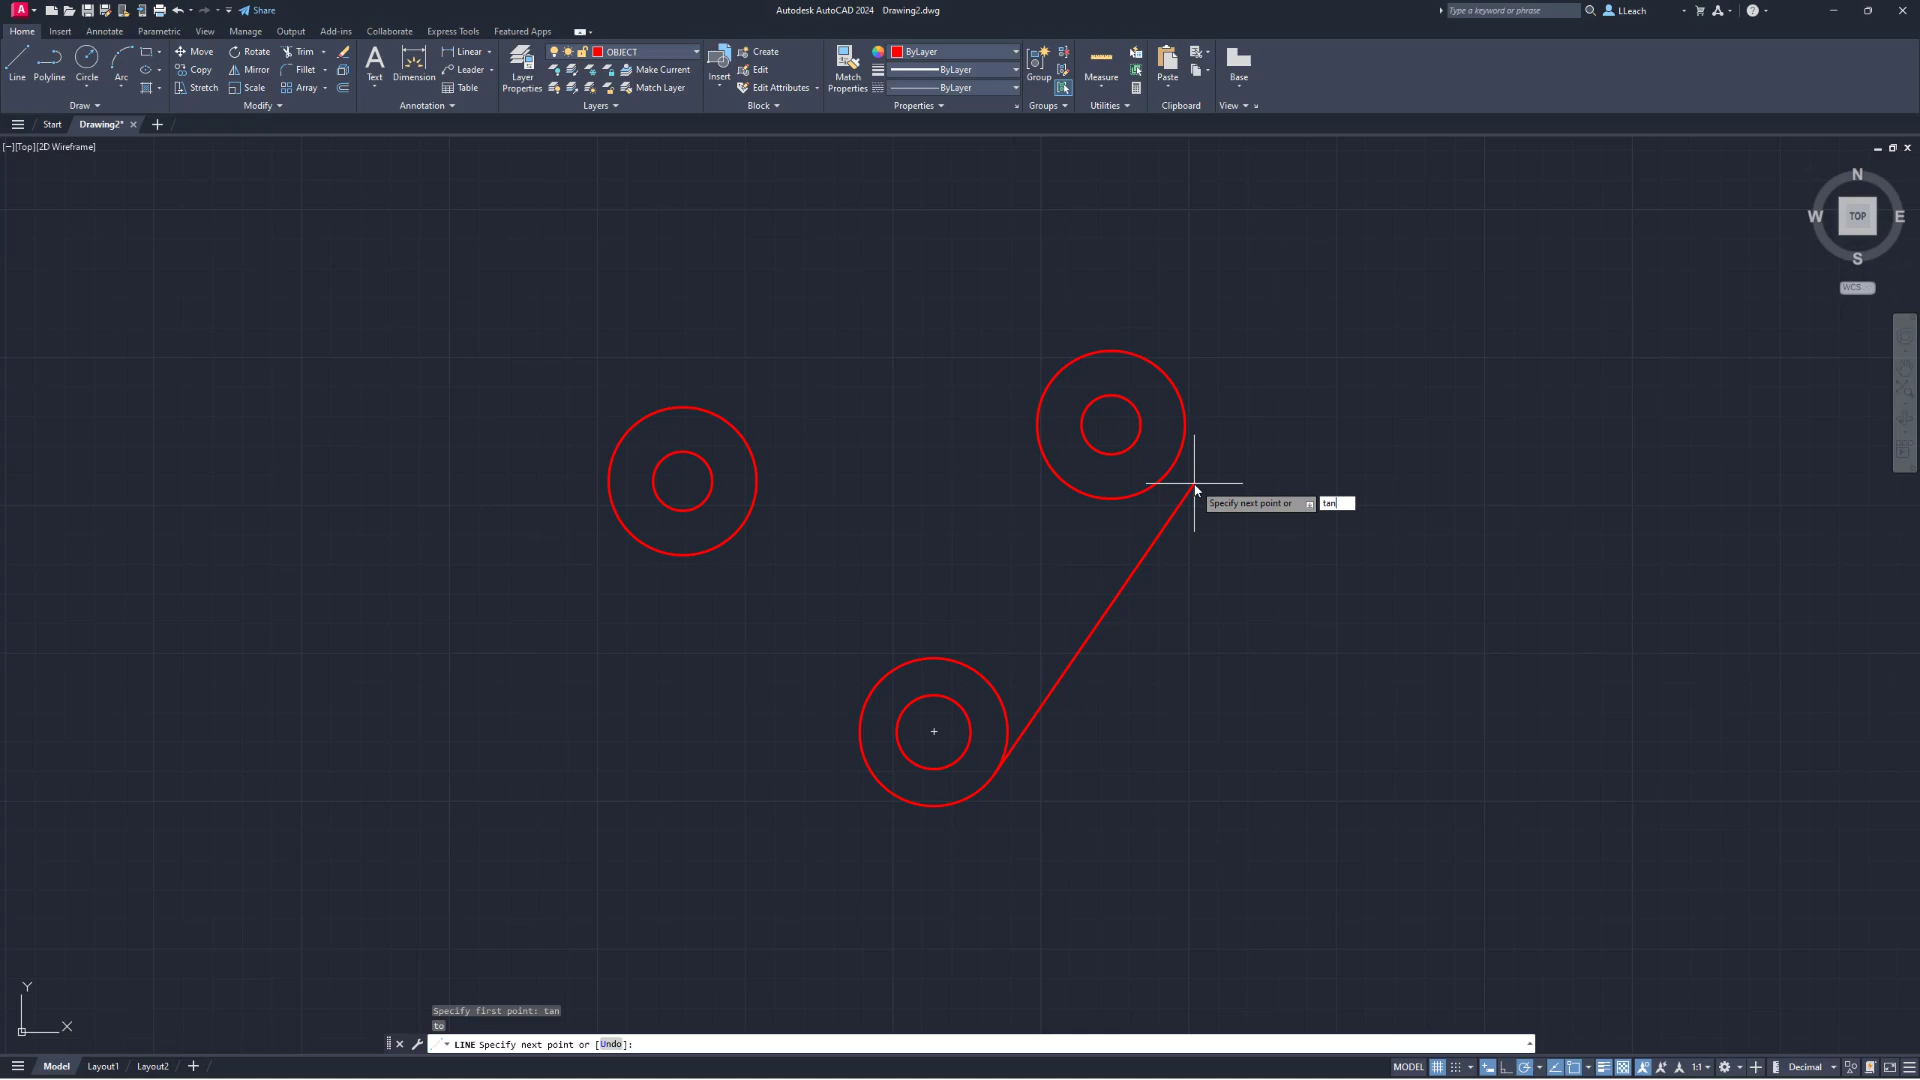 A Share Autodesk AutoCAD 2024 Drawing2.dwg Type a keyword or phrase LLeach
Home Insert Annotate Parametric View Manage Output Add-ins Collaborate Express Tools Featured Apps
Line Polyline Circle Arc
Move Rotate Trim
Copy Mirror Fillet
Stretch Scale Array
Text Dimension
Linear
Leader
Table
Layer
Properties
OBJECT
Make Current
Match Layer
Insert
Create
Edit
Edit Attributes
Match
Properties
ByLayer
ByLayer
ByLayer
Group
Measure
Paste
Base
Draw Modify Annotation Layers Block Properties Groups Utilities Clipboard View
Start Drawing2*
[−][Top][2D Wireframe]
N
W TOP E
S
WCS
Specify next point or tan
Y
X
Specify first point: tan
to
LINE Specify next point or [Undo]:
Model Layout1 Layout2 MODEL 1:1 Decimal